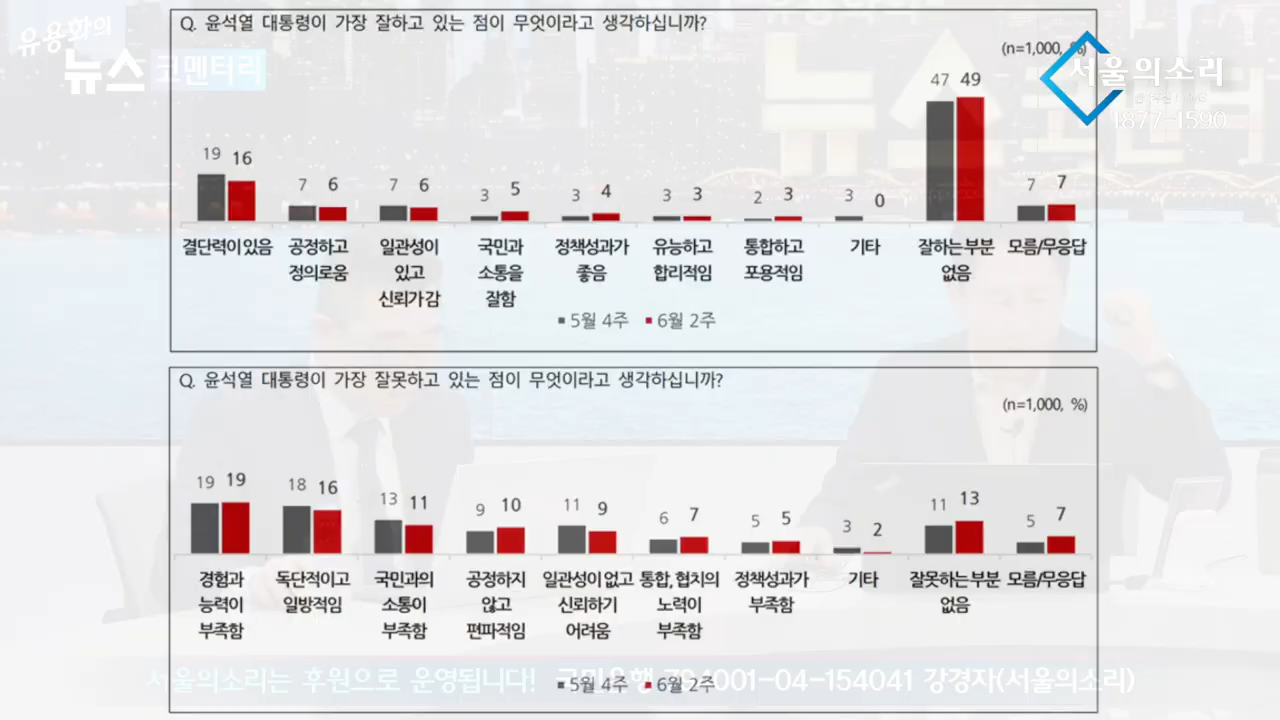 유용화의
뉴스 코멘터리
서울의소리
1877-1590
Q. 윤석열 대통령이 가장 잘하고 있는 점이 무엇이라고 생각하십니까?
(n=1,000, %)
19 16 7 6 7 6 3 5 3 4 3 3 2 3 3 0 47 49 7 7
결단력이 있음 공정하고 일관성이 국민과 정책성과가 유능하고 통합하고 기타 잘하는 부분 모름/무응답
정의로움 있고 소통을 좋음 합리적임 포용적임 없음
신뢰가 감 잘함
■ 5월 4주 ■ 6월 2주
Q. 윤석열 대통령이 가장 잘못하고 있는 점이 무엇이라고 생각하십니까?
(n=1,000, %)
19 19 18 16 13 11 9 10 11 9 6 7 5 5 3 2 11 13 5 7
경험과 독단적이고 국민과의 공정하지 일관성이 없고 통합, 협치의 정책성과가 기타 잘못하는 부분 모름/무응답
능력이 일방적임 소통이 않고 신뢰하기 노력이 부족함 없음
부족함 부족함 편파적임 어려움 부족함
■ 5월 4주 ■ 6월 2주
서울의소리는 후원으로 운영됩니다! 국민은행 001-04-154041 강경자(서울의소리)